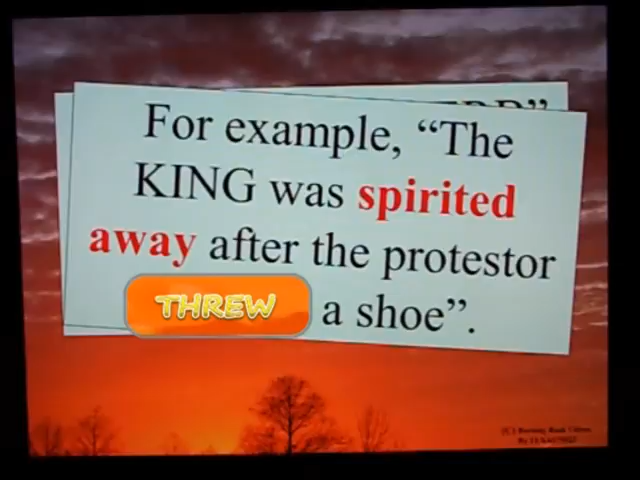 For example, “The
KING was spirited
away after the protestor
THREW a shoe”.